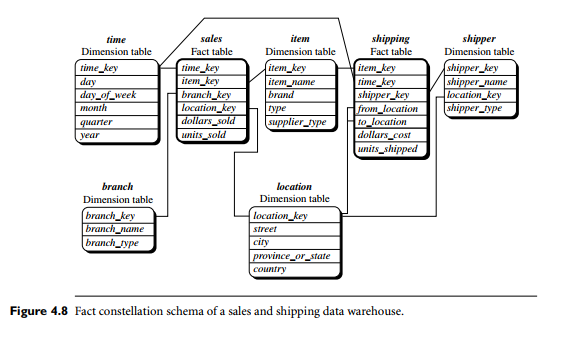 time
Dimension table
time_key
day
day_of_week
month
quarter
year
sales
Fact table
time_key
item_key
branch_key
location_key
dollars_sold
units_sold
item
Dimension table
item_key
item_name
brand
type
supplier_type
shipping
Fact table
item_key
time_key
shipper_key
from_location
to_location
dollars_cost
units_shipped
shipper
Dimension table
shipper_key
shipper_name
location_key
shipper_type
branch
Dimension table
branch_key
branch_name
branch_type
location
Dimension table
location_key
street
city
province_or_state
country
Figure 4.8 Fact constellation schema of a sales and shipping data warehouse.